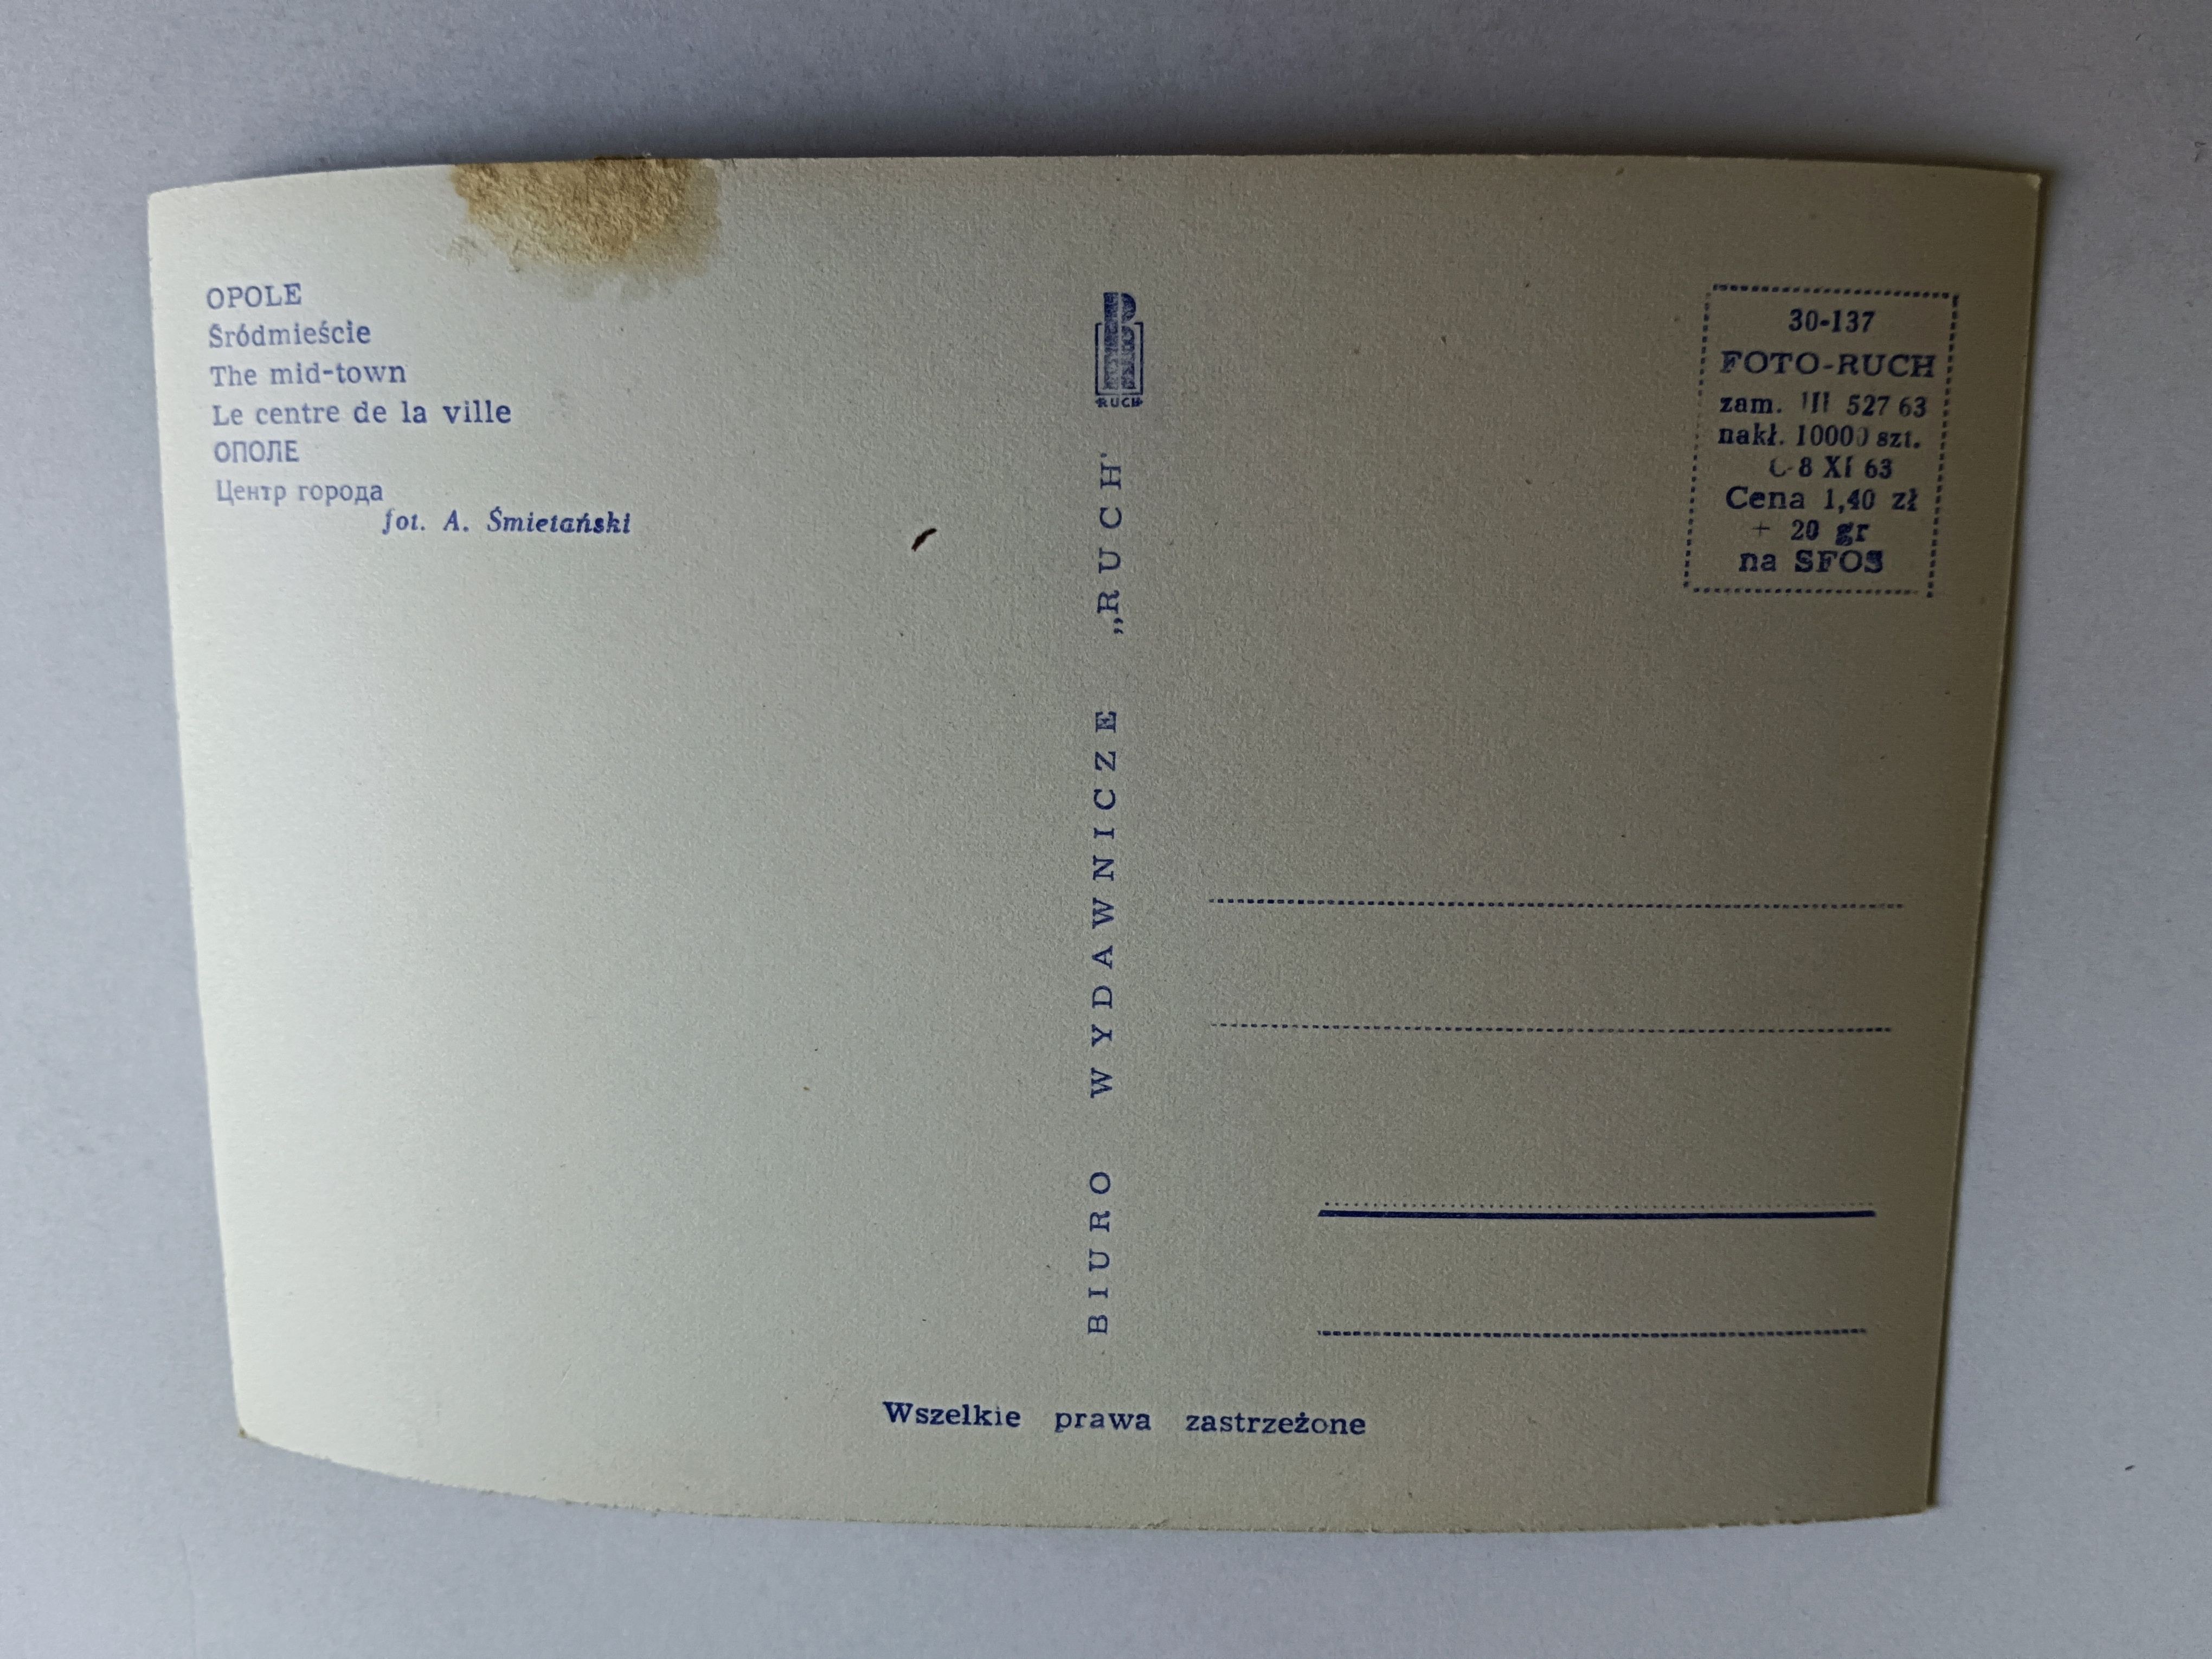 OPOLE
Śródmieście
The mid-town
Le centre de la ville
ОПОЛЕ
Центр города
fot. A. Śmietański
RUCH
BIURO WYDAWNICZE „RUCH"
30-137
FOTO-RUCH
zam. III 527 63
nakł. 10000 szt.
C-8 XI 63
Cena 1,40 zł
+ 20 gr
na SFOS
Wszelkie prawa zastrzeżone